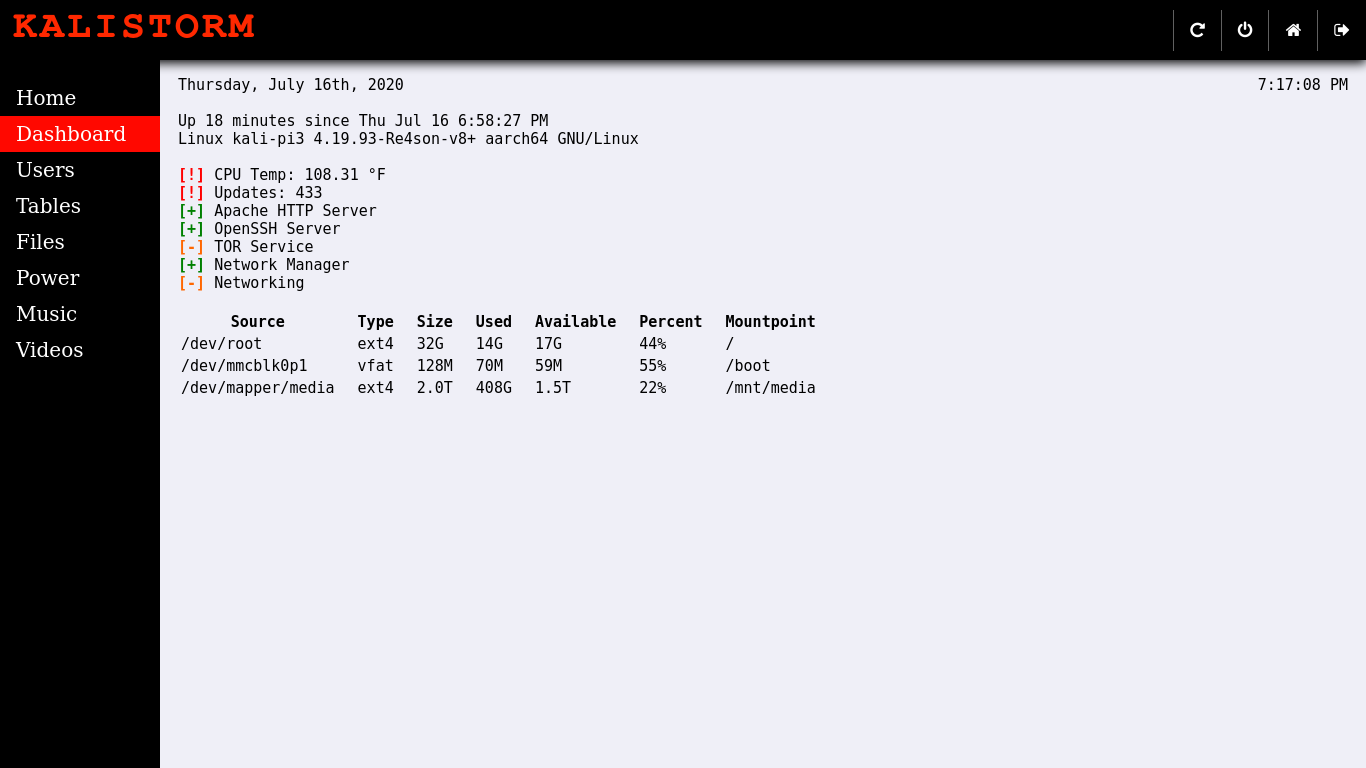 KALISTORM
Home
Dashboard
Users
Tables
Files
Power
Music
Videos
Thursday, July 16th, 2020 7:17:08 PM
Up 18 minutes since Thu Jul 16 6:58:27 PM
Linux kali-pi3 4.19.93-Re4son-v8+ aarch64 GNU/Linux
[!] CPU Temp: 108.31 °F
[!] Updates: 433
[+] Apache HTTP Server
[+] OpenSSH Server
[-] TOR Service
[+] Network Manager
[-] Networking
Source Type Size Used Available Percent Mountpoint
/dev/root ext4 32G 14G 17G 44% /
/dev/mmcblk0p1 vfat 128M 70M 59M 55% /boot
/dev/mapper/media ext4 2.0T 408G 1.5T 22% /mnt/media